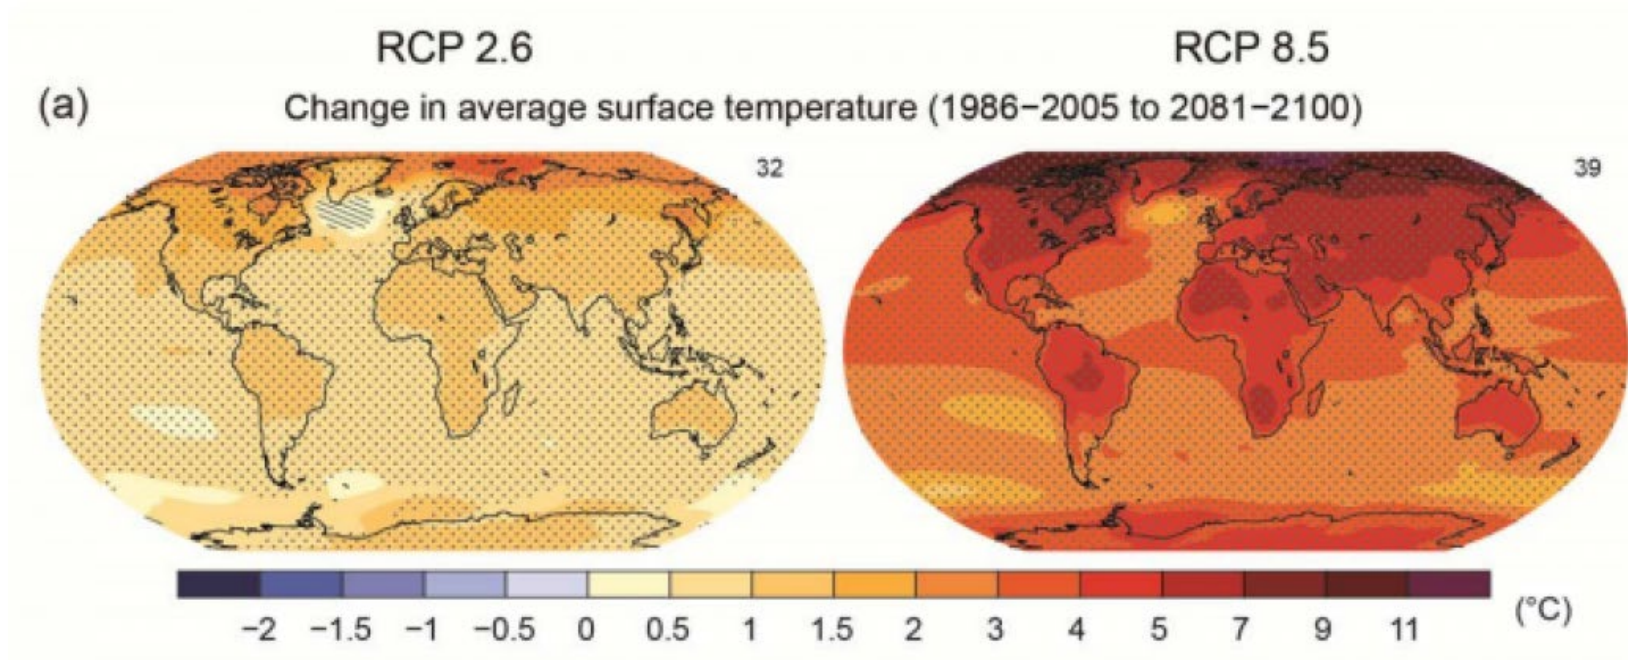 RCP 2.6 RCP 8.5
(a) Change in average surface temperature (1986−2005 to 2081−2100)
32 39
−2 −1.5 −1 −0.5 0 0.5 1 1.5 2 3 4 5 7 9 11 (°C)